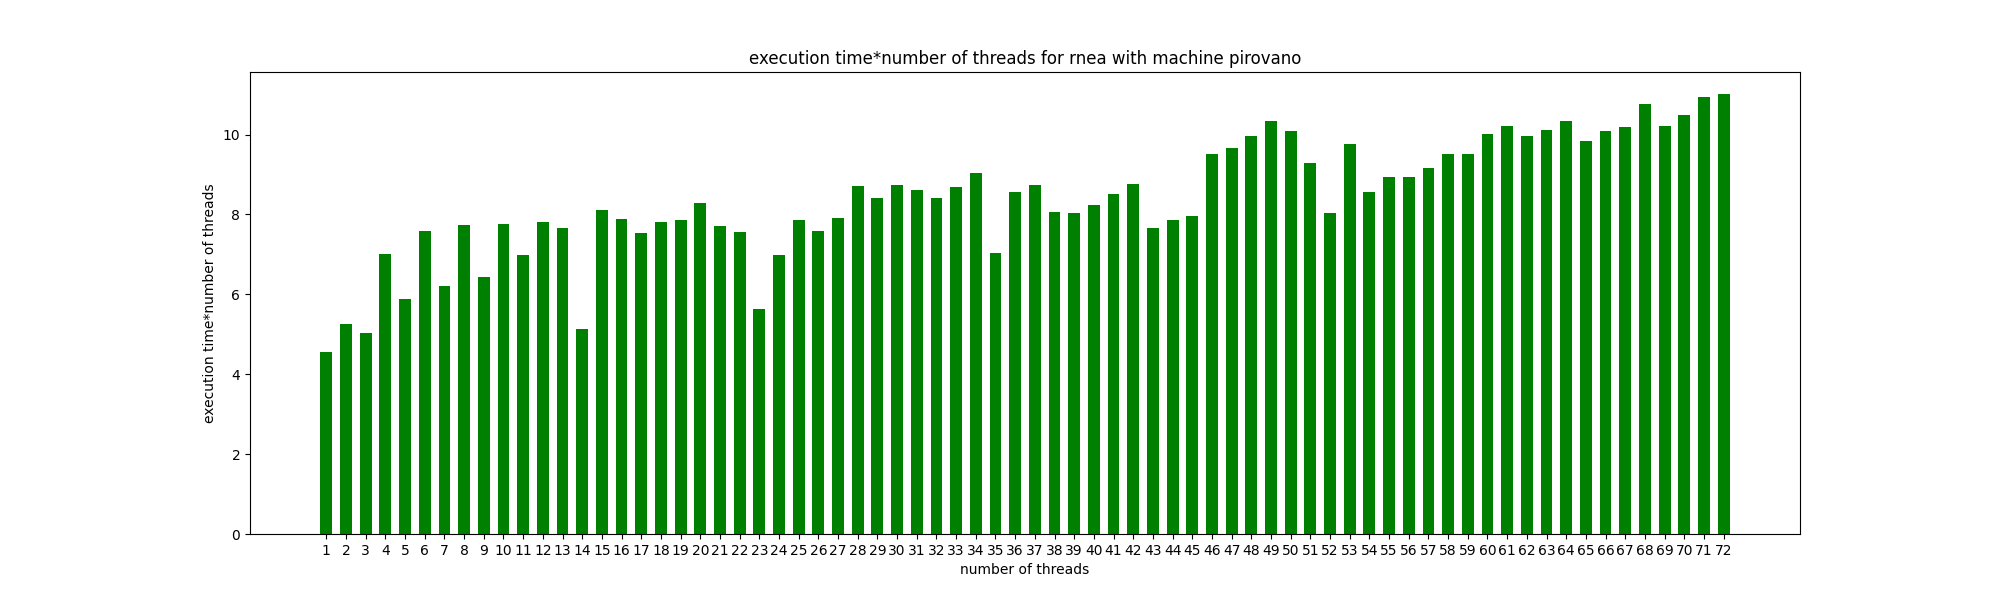 execution time*number of threads for rnea with machine pirovano
execution time*number of threads
10
8
6
4
2
0
1 2 3 4 5 6 7 8 9 10 11 12 13 14 15 16 17 18 19 20 21 22 23 24 25 26 27 28 29 30 31 32 33 34 35 36 37 38 39 40 41 42 43 44 45 46 47 48 49 50 51 52 53 54 55 56 57 58 59 60 61 62 63 64 65 66 67 68 69 70 71 72
number of threads